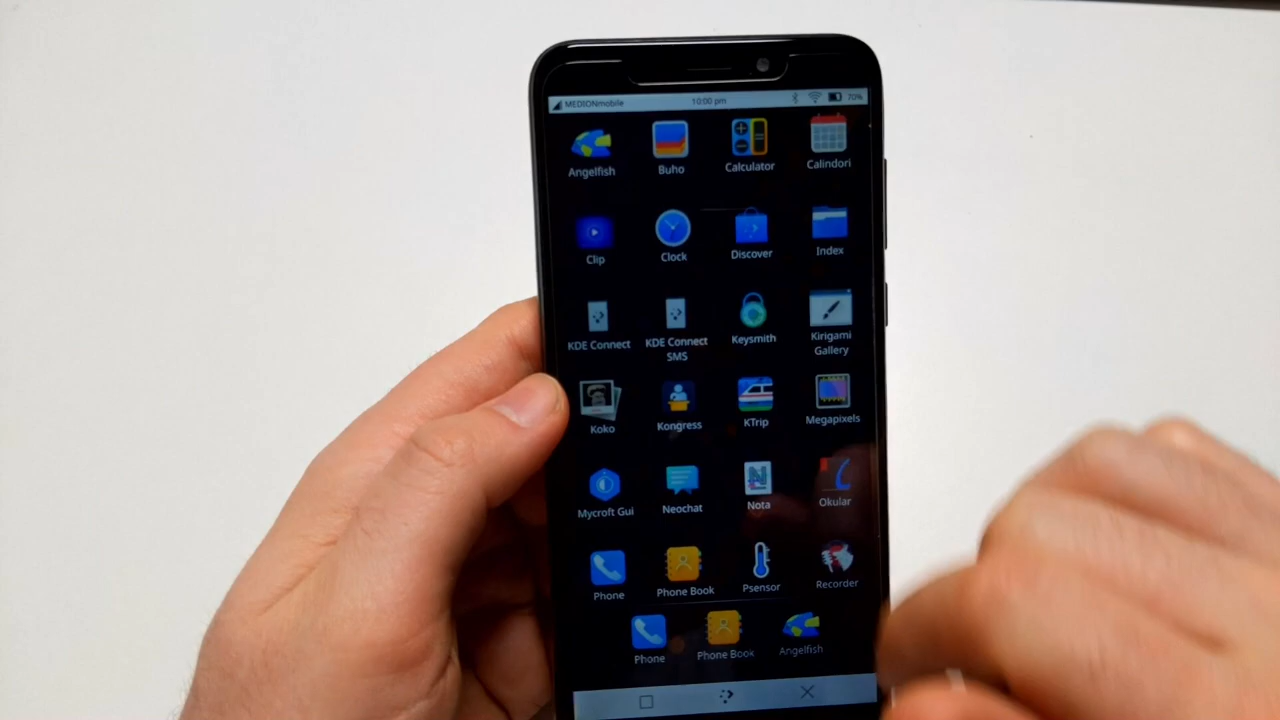 MEDIONmobile 10:00 pm 70%
Angelfish Buho Calculator Calindori
Clip Clock Discover Index
KDE Connect KDE Connect Keysmith Kirigami
SMS Gallery
Koko Kongress KTrip Megapixels
Mycroft Gui Neochat Nota Okular
Phone Phone Book Psensor Recorder
Phone Phone Book Angelfish